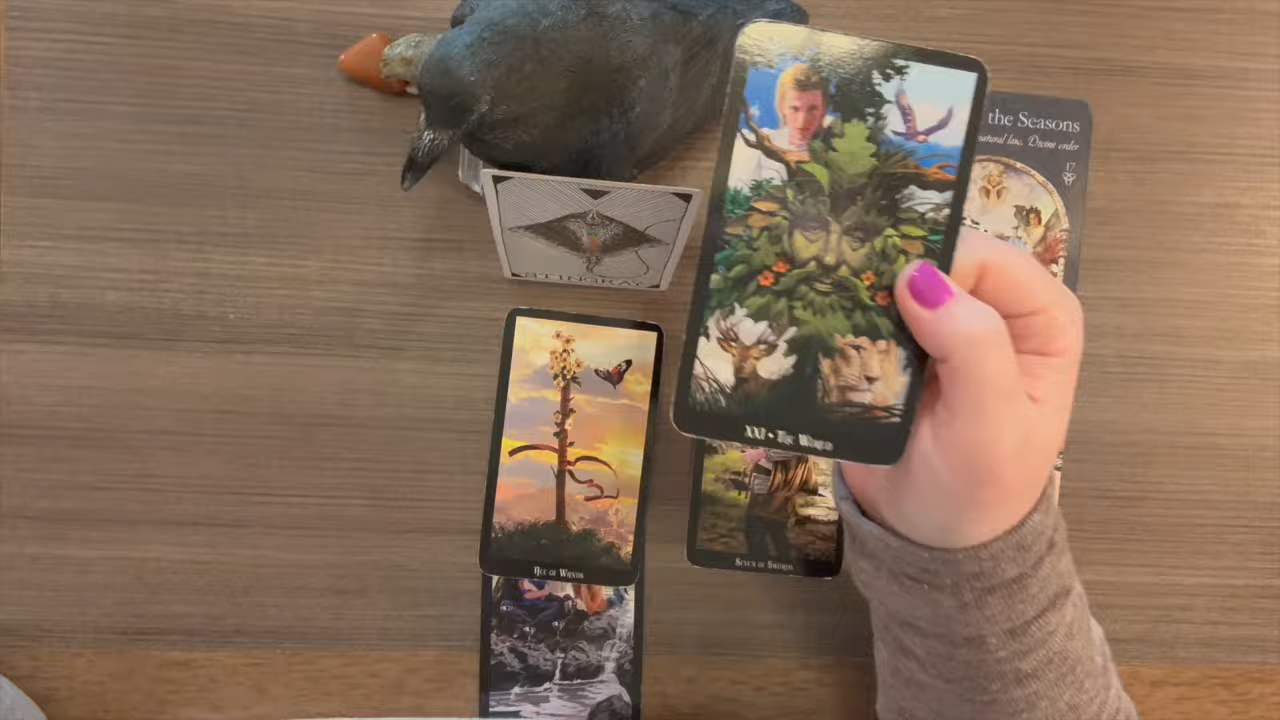 the Seasons
natural law, Divine order
17
STINGRAY
XXI • The World
Ace of Wands
Seven of Swords